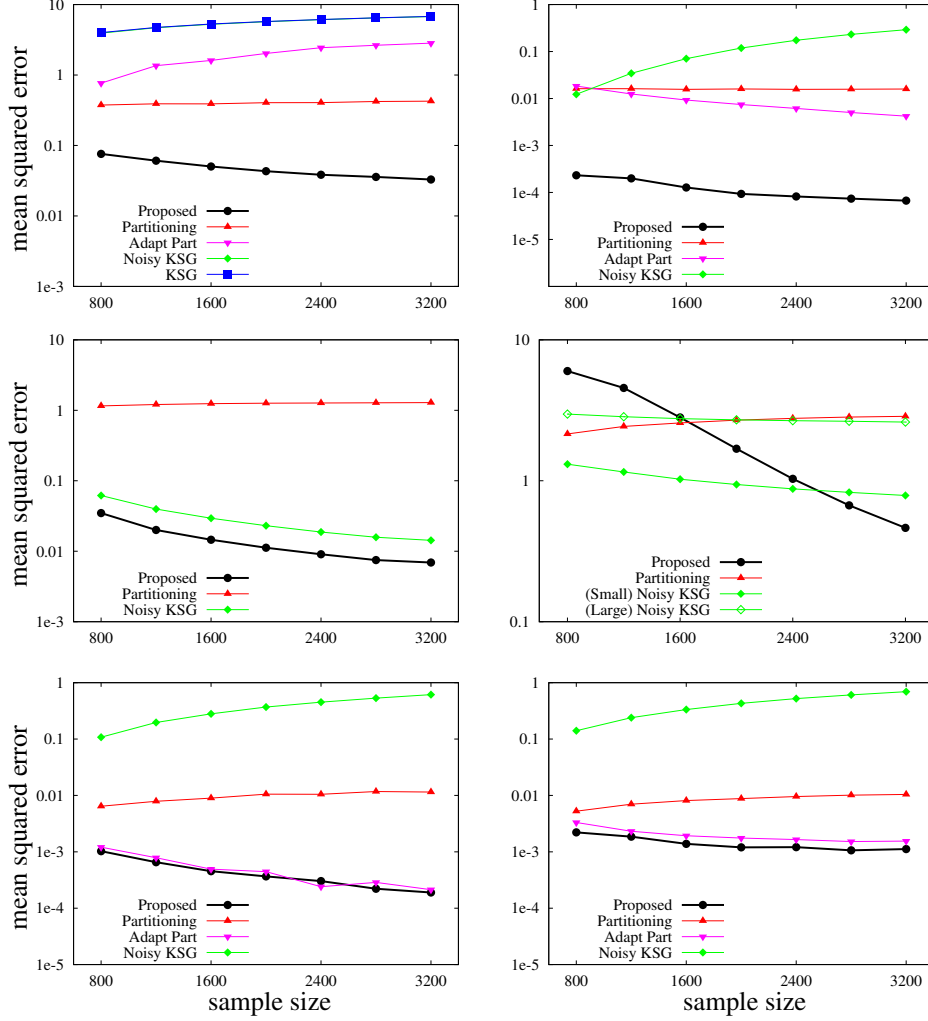 mean squared error
10
1
0.1
0.01
1e-3
800
1600
2400
3200
Proposed
Partitioning
Adapt Part
Noisy KSG
KSG
1
0.1
0.01
1e-3
1e-4
1e-5
800
1600
2400
3200
Proposed
Partitioning
Adapt Part
Noisy KSG
mean squared error
10
1
0.1
0.01
1e-3
800
1600
2400
3200
Proposed
Partitioning
Noisy KSG
10
1
0.1
800
1600
2400
3200
Proposed
Partitioning
(Small) Noisy KSG
(Large) Noisy KSG
mean squared error
1
0.1
0.01
1e-3
1e-4
1e-5
800
1600
2400
3200
Proposed
Partitioning
Adapt Part
Noisy KSG
sample size
1
0.1
0.01
1e-3
1e-4
1e-5
800
1600
2400
3200
Proposed
Partitioning
Adapt Part
Noisy KSG
sample size